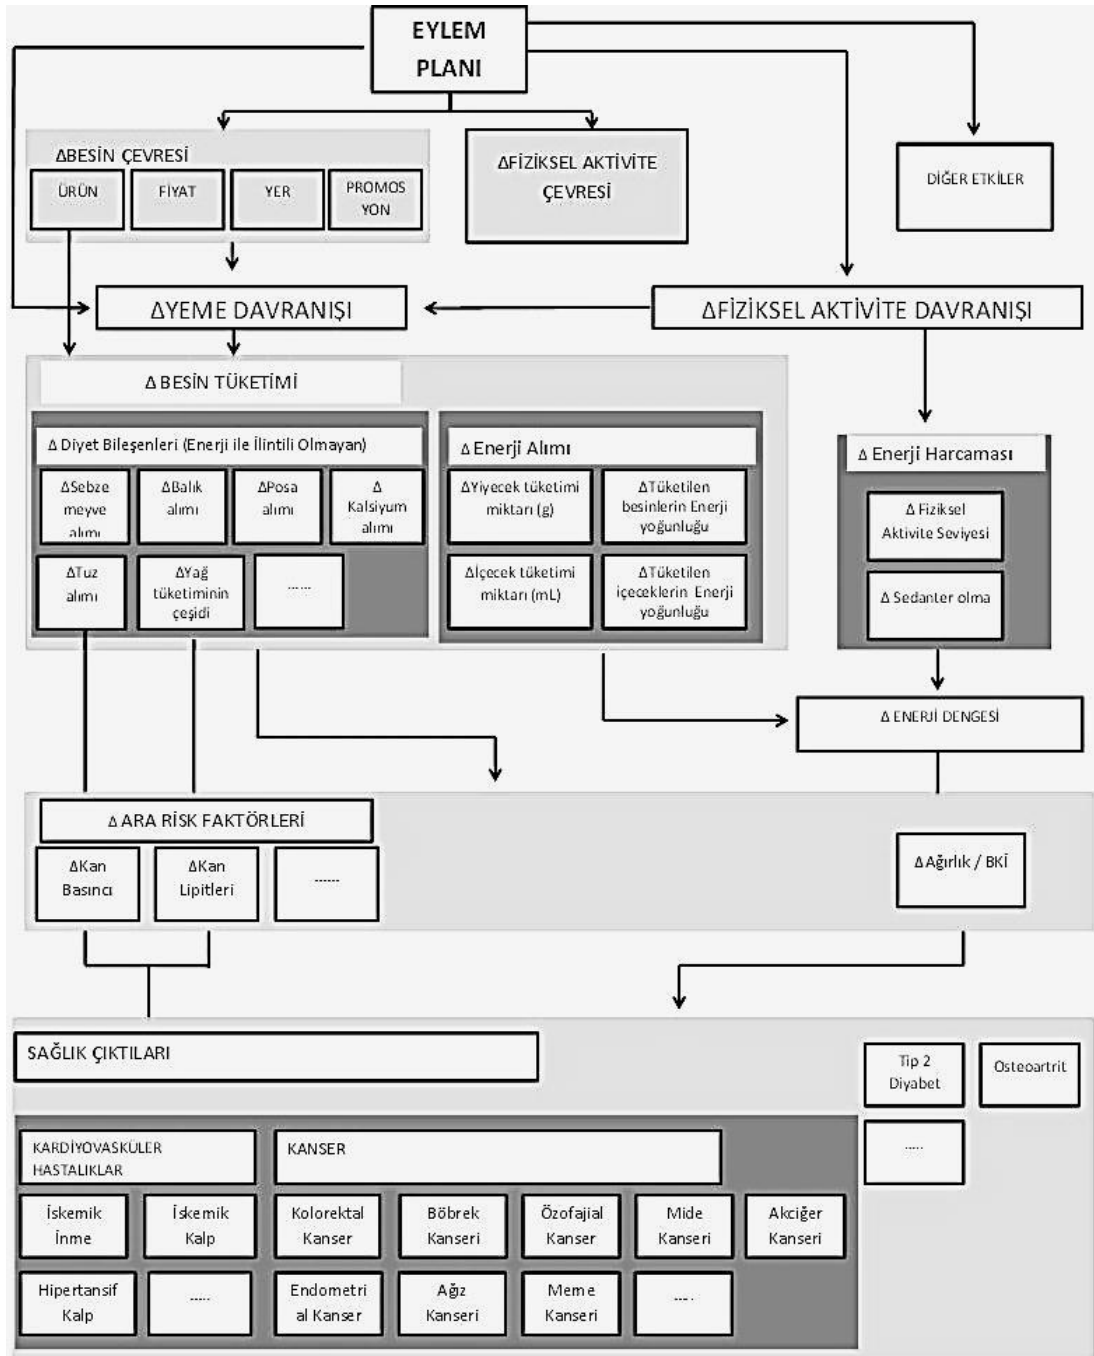 EYLEM
PLANI
ΔBESİN ÇEVRESİ
ÜRÜN
FİYAT
YER
PROMOS
YON
ΔFİZİKSEL AKTİVİTE
ÇEVRESİ
DİĞER ETKİLER
ΔYEME DAVRANIŞI
ΔFİZİKSEL AKTİVİTE DAVRANIŞI
Δ BESİN TÜKETİMİ
Δ Diyet Bileşenleri (Enerji ile İlintili Olmayan)
ΔSebze
meyve
alımı
ΔBalık
alımı
ΔPosa
alımı
Δ
Kalsiyum
alımı
ΔTuz
alımı
ΔYağ
tüketiminin
çeşidi
......
Δ Enerji Alımı
ΔYiyecek tüketimi
miktarı (g)
ΔTüketilen
besinlerin Enerji
yoğunluğu
Δİçecek tüketimi
miktarı (mL)
ΔTüketilen
içeceklerin Enerji
yoğunluğu
Δ Enerji Harcaması
Δ Fiziksel
Aktivite Seviyesi
Δ Sedanter olma
Δ ENERJİ DENGESİ
Δ ARA RİSK FAKTÖRLERİ
ΔKan
Basıncı
ΔKan
Lipitleri
......
ΔAğırlık / BKİ
SAĞLIK ÇIKTILARI
Tip 2
Diyabet
Osteoartrit
.....
KARDİYOVASKÜLER
HASTALIKLAR
KANSER
İskemik
İnme
İskemik
Kalp
Kolorektal
Kanser
Böbrek
Kanseri
Özofajial
Kanser
Mide
Kanseri
Akciğer
Kanseri
Hipertansif
Kalp
.....
Endometri
al Kanser
Ağız
Kanseri
Meme
Kanseri
.....